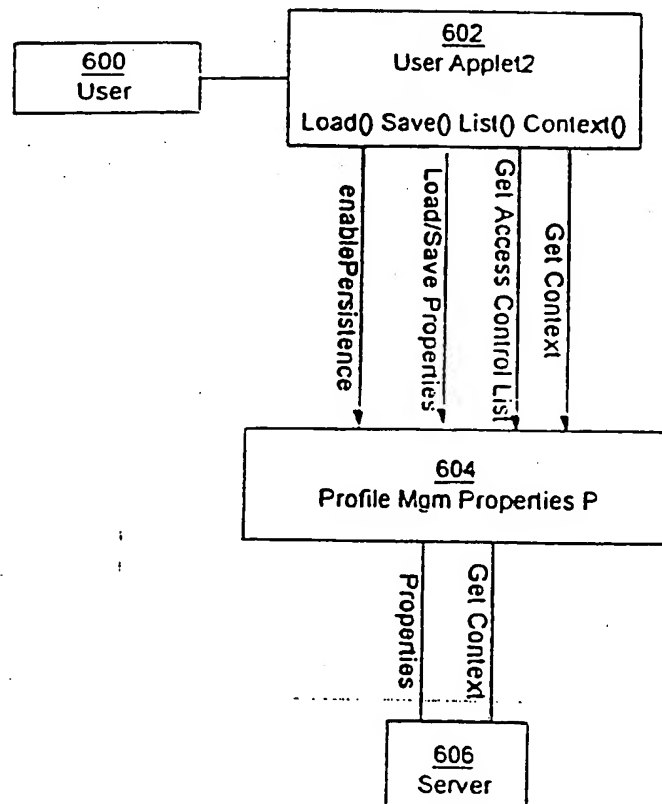 600
User
602
User Applet2
Load() Save() List() Context()
enablePersistence
Load/Save Properties
Get Access Control List
Get Context
604
Profile Mgm Properties P
Properties
Get Context
606
Server